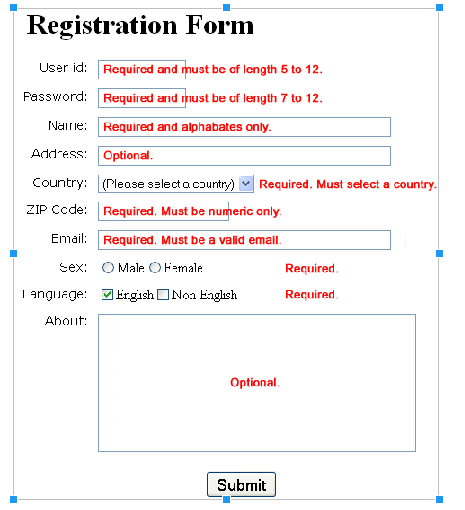 Registration Form
User id: Required and must be of length 5 to 12.
Password: Required and must be of length 7 to 12.
Name: Required and alphabates only.
Address: Optional.
Country: (Please select a country) Required. Must select a country.
ZIP Code: Required. Must be numeric only.
Email: Required. Must be a valid email.
Sex: Male Female Required.
Language: English Non English Required.
About:
Optional.
Submit